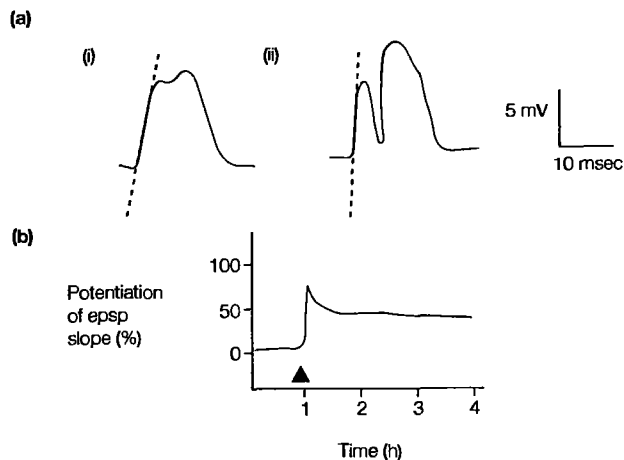 (a)
(i)
(ii)
5 mV
10 msec
(b)
Potentiation
of epsp
slope (%)
100
50
0
1 2 3 4
Time (h)